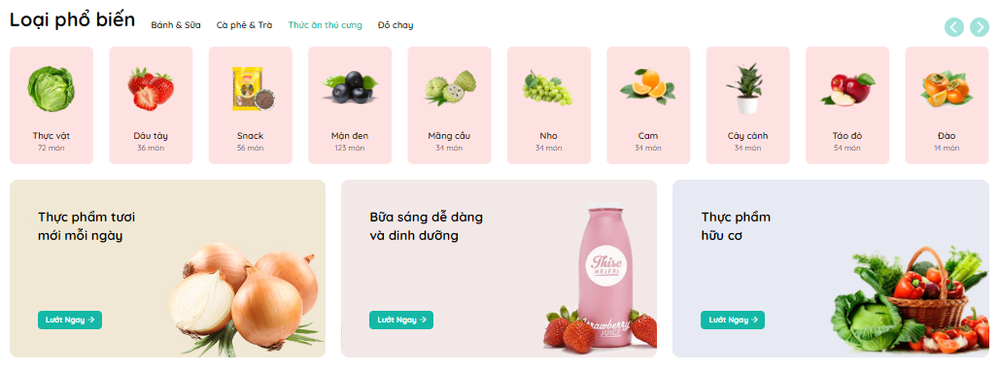 Loại phổ biến
Bánh & Sữa
Cà phê & Trà
Thức ăn thú cưng
Đồ chay
Thực vật
72 món
Dâu tây
36 món
Snack
56 món
Mận đen
123 món
Mãng cầu
34 món
Nho
34 món
Cam
34 món
Cây cảnh
34 món
Táo đỏ
54 món
Đào
14 món
Thực phẩm tươi
mới mỗi ngày
Lướt Ngay →
Bữa sáng dễ dàng
và dinh dưỡng
Lướt Ngay →
Thise
MEJERI
Strawberry
JUICE
Thực phẩm
hữu cơ
Lướt Ngay →